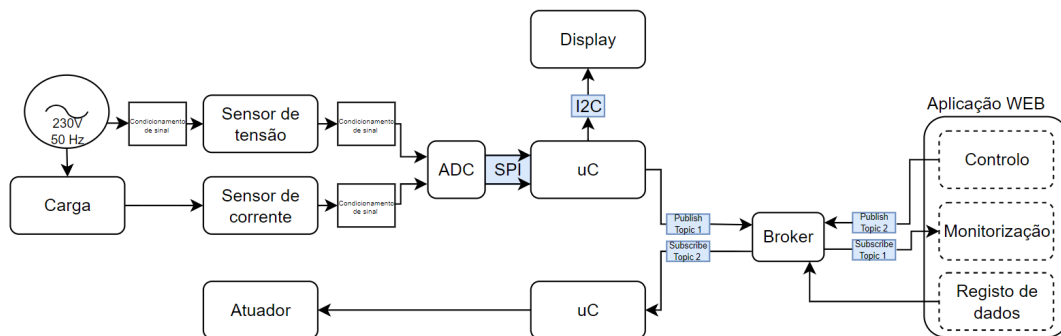 Display
I2C
Aplicação WEB
230V
50 Hz
Condicionamento
de sinal
Sensor de
tensão
Condicionamento
de sinal
Controlo
ADC
SPI
uC
Carga
Sensor de
corrente
Condicionamento
de sinal
Publish
Topic 1
Subscribe
Topic 2
Broker
Publish
Topic 2
Subscribe
Topic 1
Monitorização
Atuador
uC
Registo de
dados